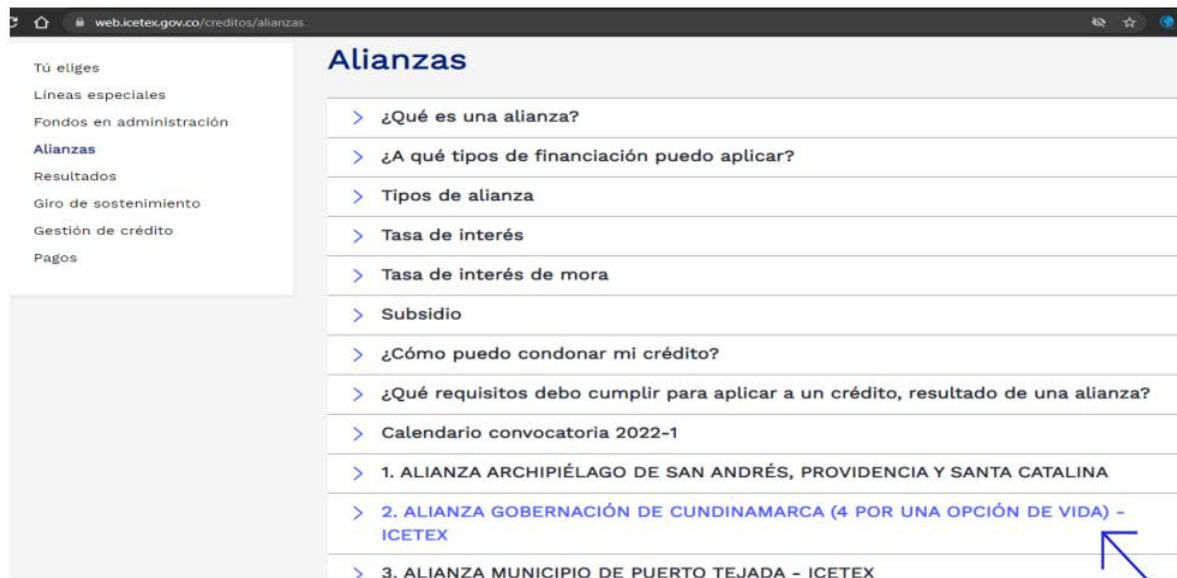 web.icetex.gov.co/creditos/alianzas
Tú eliges
Líneas especiales
Fondos en administración
Alianzas
Resultados
Giro de sostenimiento
Gestión de crédito
Pagos
Alianzas
¿Qué es una alianza?
¿A qué tipos de financiación puedo aplicar?
Tipos de alianza
Tasa de interés
Tasa de interés de mora
Subsidio
¿Cómo puedo condonar mi crédito?
¿Qué requisitos debo cumplir para aplicar a un crédito, resultado de una alianza?
Calendario convocatoria 2022-1
1. ALIANZA ARCHIPIÉLAGO DE SAN ANDRÉS, PROVIDENCIA Y SANTA CATALINA
2. ALIANZA GOBERNACIÓN DE CUNDINAMARCA (4 POR UNA OPCIÓN DE VIDA) -
ICETEX
3. ALIANZA MUNICIPIO DE PUERTO TEJADA - ICETEX